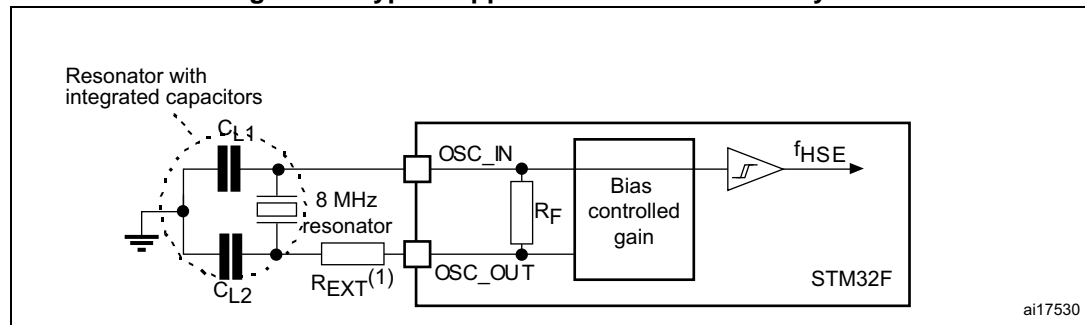 Resonator with
integrated capacitors
CL1
OSC_IN
fHSE
8 MHz
resonator
RF
Bias
controlled
gain
REXT(1)
OSC_OUT
STM32F
CL2
ai17530